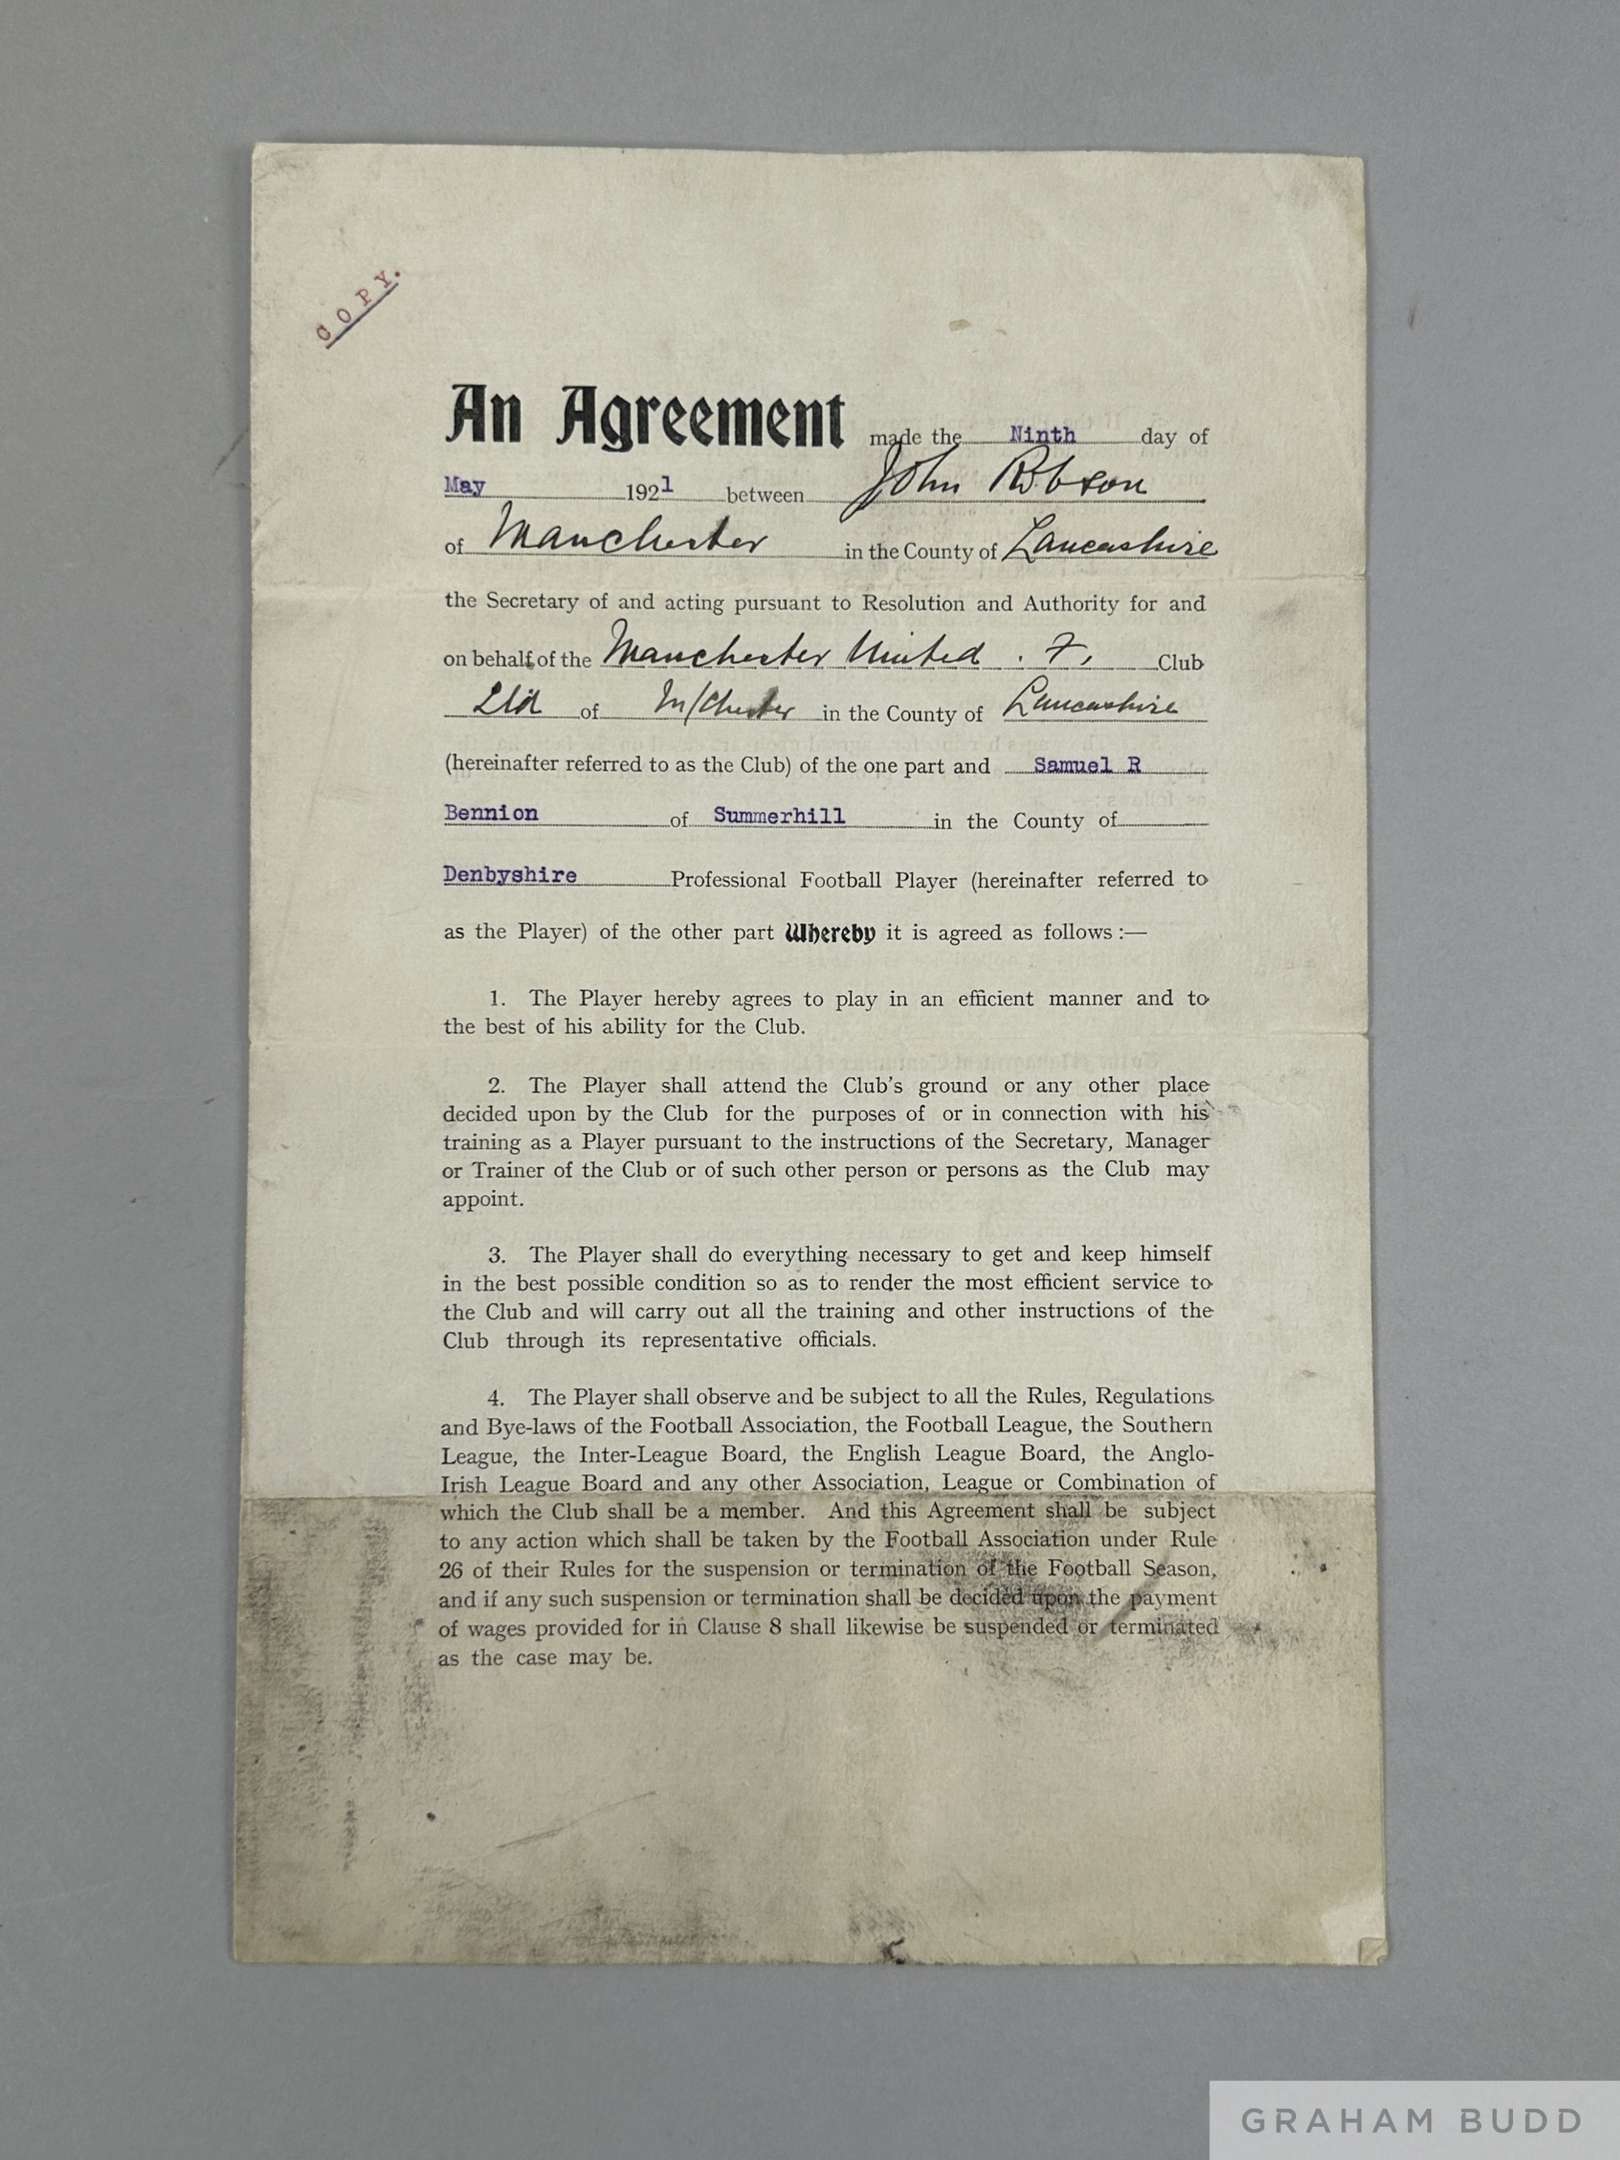 COPY.
An Agreement made the Ninth day of
May 1921 between John Robson
of Manchester in the County of Lancashire
the Secretary of and acting pursuant to Resolution and Authority for and
on behalf of the Manchester United . F. Club
Ltd of M/Chester in the County of Lancashire
(hereinafter referred to as the Club) of the one part and Samuel R
Bennion of Summerhill in the County of
Denbyshire Professional Football Player (hereinafter referred to
as the Player) of the other part Whereby it is agreed as follows :—
1. The Player hereby agrees to play in an efficient manner and to
the best of his ability for the Club.
2. The Player shall attend the Club's ground or any other place
decided upon by the Club for the purposes of or in connection with his
training as a Player pursuant to the instructions of the Secretary, Manager
or Trainer of the Club or of such other person or persons as the Club may
appoint.
3. The Player shall do everything necessary to get and keep himself
in the best possible condition so as to render the most efficient service to
the Club and will carry out all the training and other instructions of the
Club through its representative officials.
4. The Player shall observe and be subject to all the Rules, Regulations
and Bye-laws of the Football Association, the Football League, the Southern
League, the Inter-League Board, the English League Board, the Anglo-
Irish League Board and any other Association, League or Combination of
which the Club shall be a member. And this Agreement shall be subject
to any action which shall be taken by the Football Association under Rule
26 of their Rules for the suspension or termination of the Football Season,
and if any such suspension or termination shall be decided upon the payment
of wages provided for in Clause 8 shall likewise be suspended or terminated
as the case may be.
GRAHAM BUDD